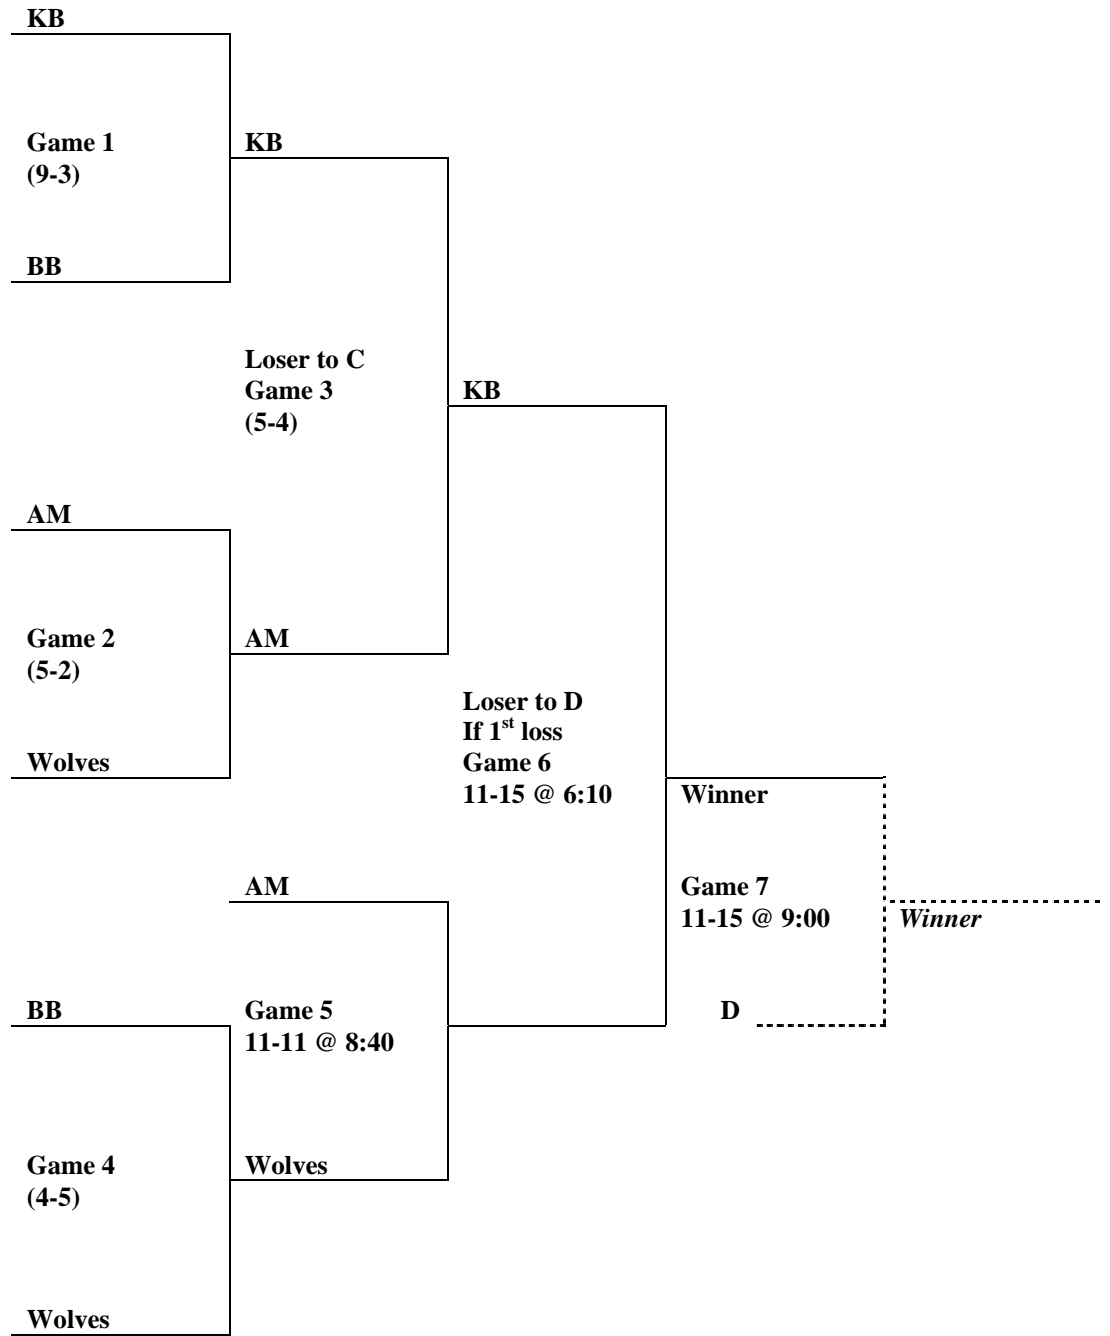 KB
Game 1
(9-3)
KB
BB
Loser to C
Game 3
(5-4)
KB
AM
Game 2
(5-2)
AM
Wolves
Loser to D
If 1st loss
Game 6
11-15 @ 6:10
Winner
AM
Game 7
11-15 @ 9:00
Winner
BB
Game 5
11-11 @ 8:40
D
Game 4
(4-5)
Wolves
Wolves